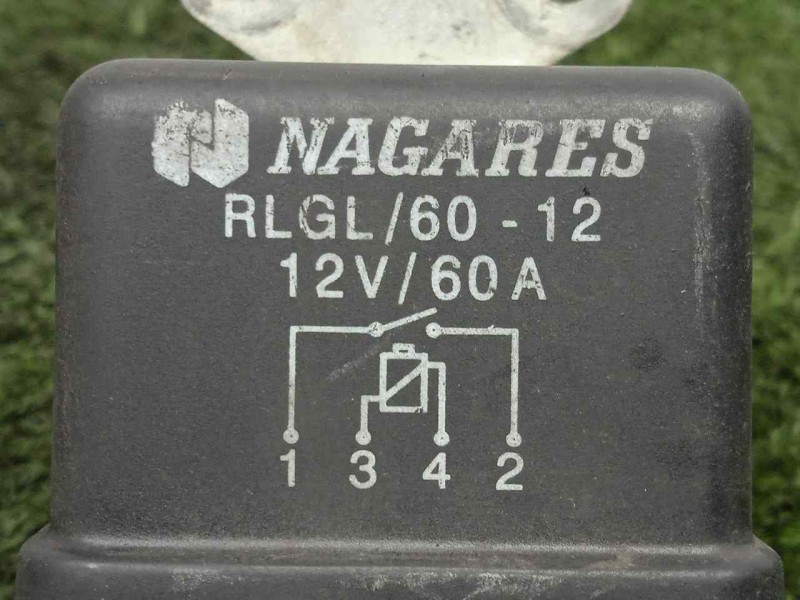 NAGARES
RLGL/60 - 12
12V/60A
1 3 4 2